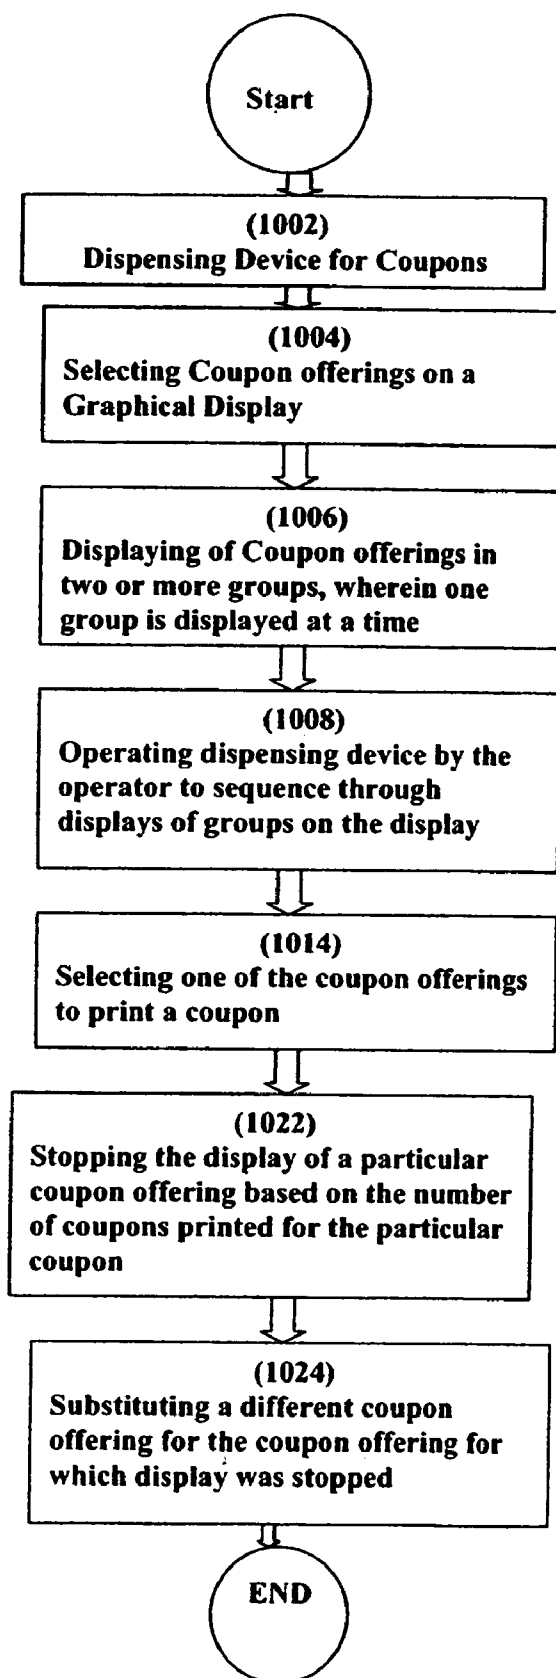 Start
(1002)
Dispensing Device for Coupons
(1004)
Selecting Coupon offerings on a
Graphical Display
(1006)
Displaying of Coupon offerings in
two or more groups, wherein one
group is displayed at a time
(1008)
Operating dispensing device by the
operator to sequence through
displays of groups on the display
(1014)
Selecting one of the coupon offerings
to print a coupon
(1022)
Stopping the display of a particular
coupon offering based on the number
of coupons printed for the particular
coupon
(1024)
Substituting a different coupon
offering for the coupon offering for
which display was stopped
END